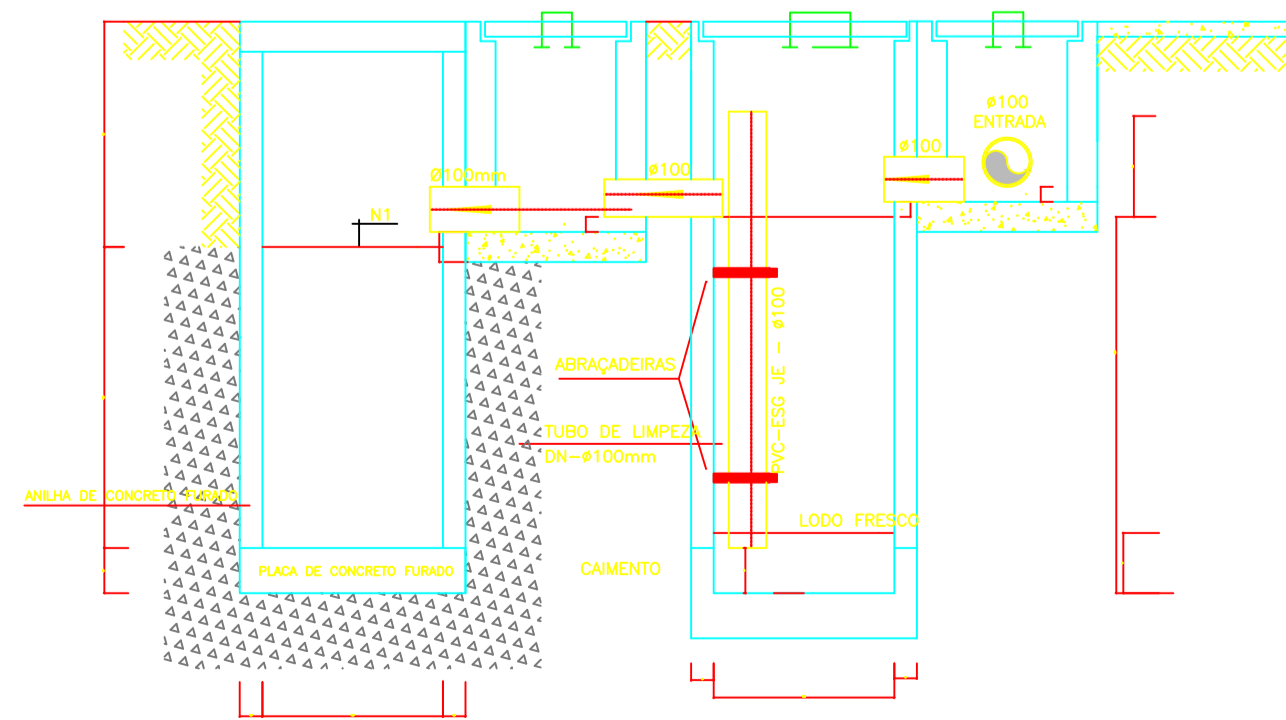 ø100
ENTRADA
ø100
ø100
Ø100mm
N1
PVC-ESG JE - ø100
ABRAÇADEIRAS
TUBO DE LIMPEZA
DN-ø100mm
ANILHA DE CONCRETO FURADO
LODO FRESCO
PLACA DE CONCRETO FURADO
CAIMENTO